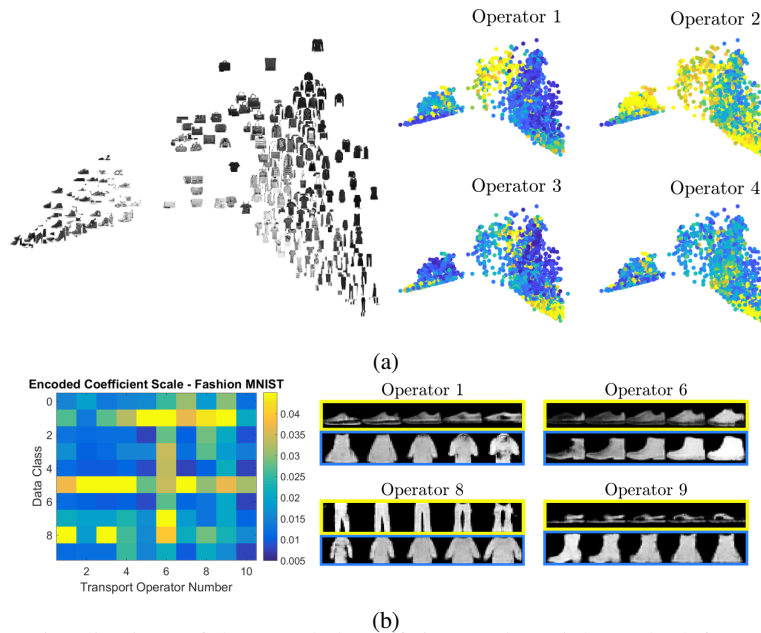 Operator 1
Operator 2
Operator 3
Operator 4
(a)
Encoded Coefficient Scale - Fashion MNIST
0
2
4
6
8
Data Class
2
4
6
8
10
Transport Operator Number
0.04
0.035
0.03
0.025
0.02
0.015
0.01
0.005
Operator 1
Operator 6
Operator 8
Operator 9
(b)